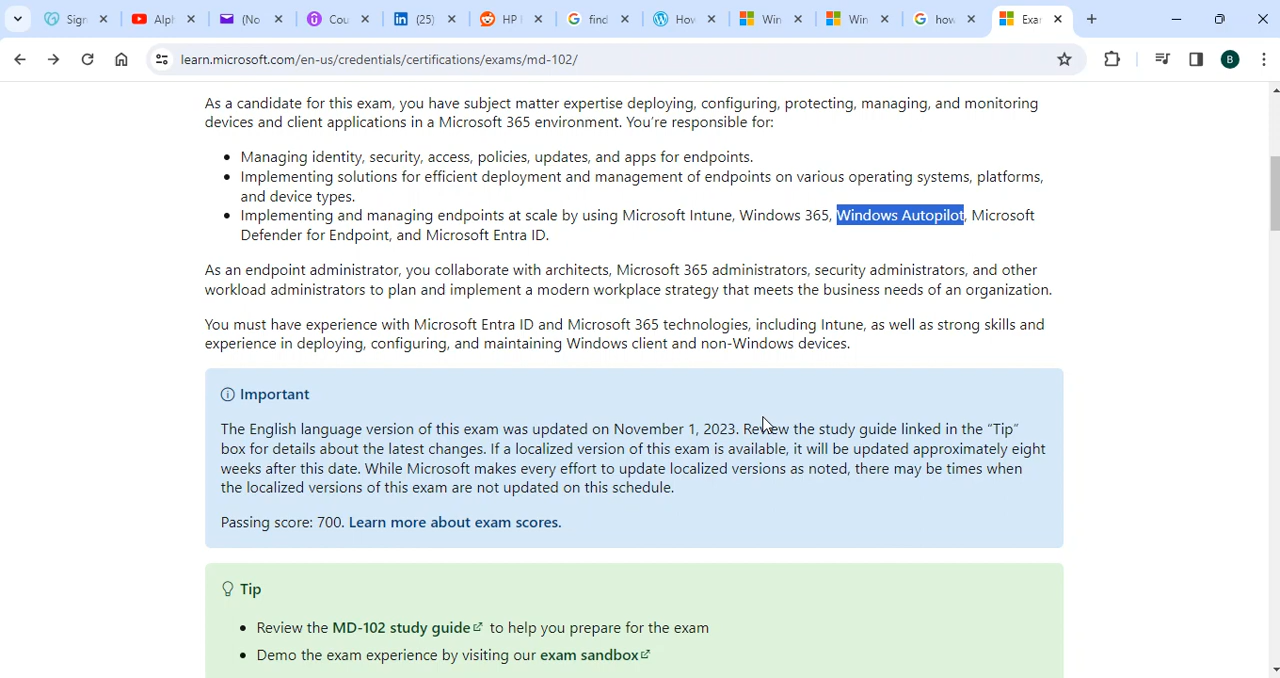 Sign
Alph
(No
Cou
(25)
HP
find
How
Win
Win
how
Exar
learn.microsoft.com/en-us/credentials/certifications/exams/md-102/
B
As a candidate for this exam, you have subject matter expertise deploying, configuring, protecting, managing, and monitoring
devices and client applications in a Microsoft 365 environment. You're responsible for:
• Managing identity, security, access, policies, updates, and apps for endpoints.
• Implementing solutions for efficient deployment and management of endpoints on various operating systems, platforms,
and device types.
• Implementing and managing endpoints at scale by using Microsoft Intune, Windows 365, Windows Autopilot, Microsoft
Defender for Endpoint, and Microsoft Entra ID.
As an endpoint administrator, you collaborate with architects, Microsoft 365 administrators, security administrators, and other
workload administrators to plan and implement a modern workplace strategy that meets the business needs of an organization.
You must have experience with Microsoft Entra ID and Microsoft 365 technologies, including Intune, as well as strong skills and
experience in deploying, configuring, and maintaining Windows client and non-Windows devices.
Important
The English language version of this exam was updated on November 1, 2023. Review the study guide linked in the “Tip”
box for details about the latest changes. If a localized version of this exam is available, it will be updated approximately eight
weeks after this date. While Microsoft makes every effort to update localized versions as noted, there may be times when
the localized versions of this exam are not updated on this schedule.
Passing score: 700. Learn more about exam scores.
Tip
• Review the MD-102 study guide to help you prepare for the exam
• Demo the exam experience by visiting our exam sandbox